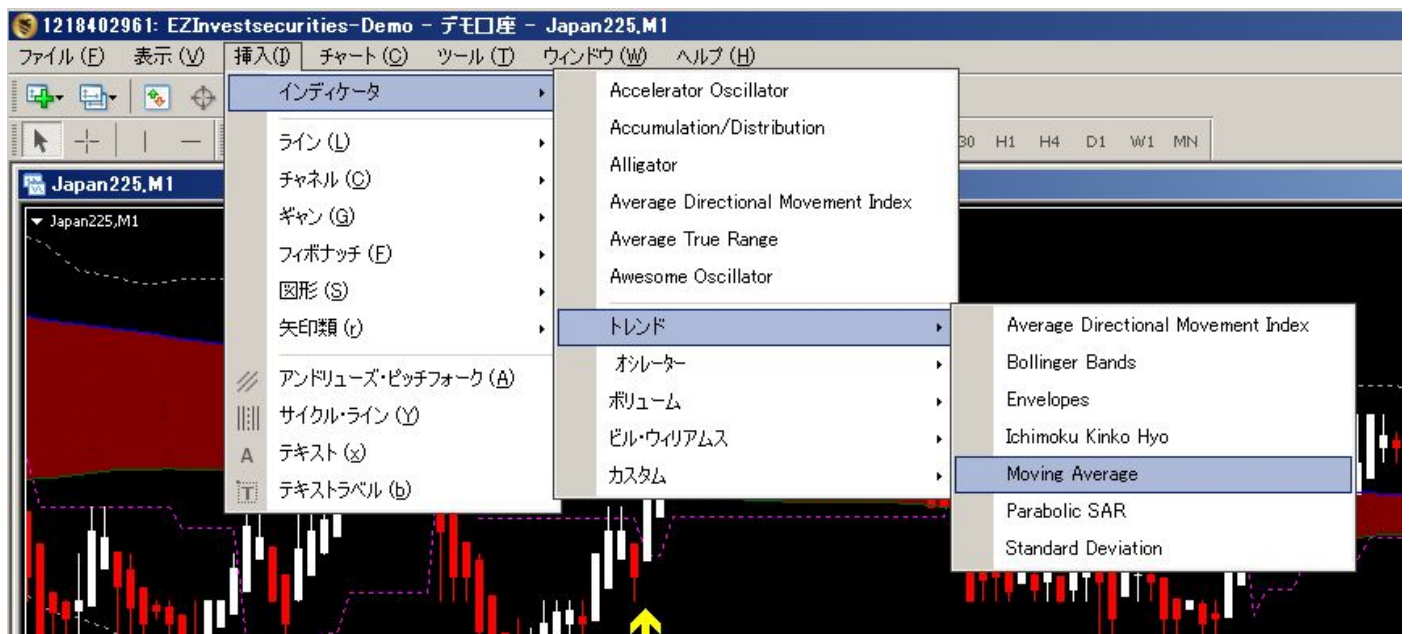 1218402961: EZInvestsecurities-Demo - デモ口座 - Japan225,M1
ファイル(F) 表示(V) 挿入(I) チャート(C) ツール(T) ウィンドウ(W) ヘルプ(H)
インディケータ
ライン(L)
チャネル(C)
ギャン(G)
フィボナッチ(F)
図形(S)
矢印類(r)
アンドリューズ・ピッチフォーク(A)
サイクル・ライン(Y)
A テキスト(x)
T テキストラベル(b)
Accelerator Oscillator
Accumulation/Distribution
Alligator
Average Directional Movement Index
Average True Range
Awesome Oscillator
トレンド
オシレーター
ボリューム
ビル・ウィリアムス
カスタム
Average Directional Movement Index
Bollinger Bands
Envelopes
Ichimoku Kinko Hyo
Moving Average
Parabolic SAR
Standard Deviation
H1 H4 D1 W1 MN
Japan225,M1
Japan225,M1